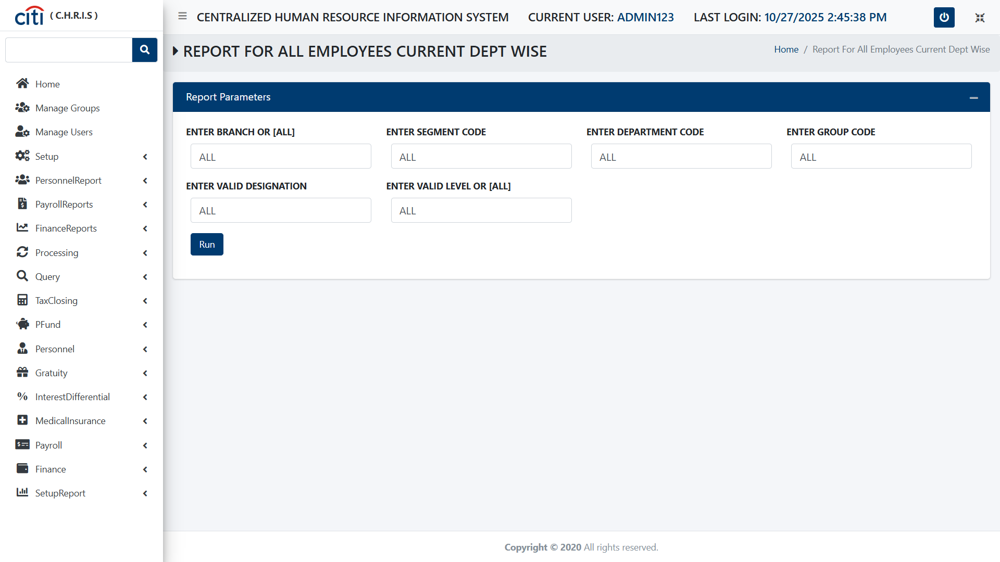 citi ( C.H.R.I.S )
CENTRALIZED HUMAN RESOURCE INFORMATION SYSTEM CURRENT USER: ADMIN123 LAST LOGIN: 10/27/2025 2:45:38 PM
REPORT FOR ALL EMPLOYEES CURRENT DEPT WISE
Home / Report For All Employees Current Dept Wise
Home
Manage Groups
Manage Users
Setup
PersonnelReport
PayrollReports
FinanceReports
Processing
Query
TaxClosing
PFund
Personnel
Gratuity
% InterestDifferential
MedicalInsurance
Payroll
Finance
SetupReport
Report Parameters
ENTER BRANCH OR [ALL] ENTER SEGMENT CODE ENTER DEPARTMENT CODE ENTER GROUP CODE
ALL ALL ALL ALL
ENTER VALID DESIGNATION ENTER VALID LEVEL OR [ALL]
ALL ALL
Run
Copyright © 2020 All rights reserved.